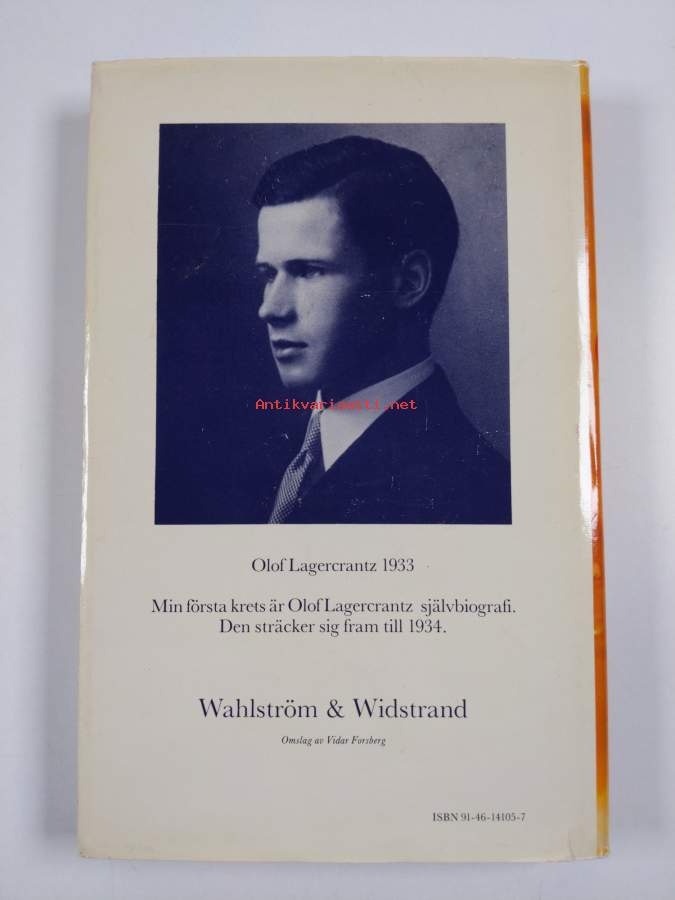 Antikvariaatti.net
Olof Lagercrantz 1933
Min första krets är Olof Lagercrantz självbiografi.
Den sträcker sig fram till 1934.
Wahlström & Widstrand
Omslag av Vidar Forsberg
ISBN 91-46-14105-7